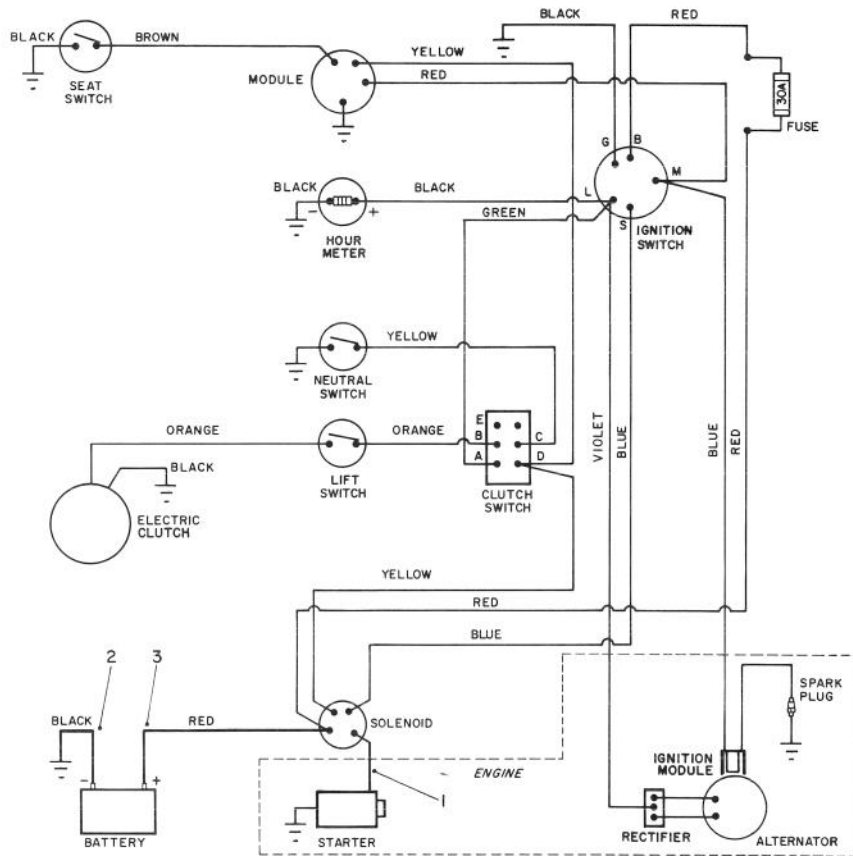 BLACK
RED
BLACK
BROWN
YELLOW
SEAT
SWITCH
MODULE
RED
30A
FUSE
G
B
M
BLACK
BLACK
L
-
+
GREEN
S
IGNITION
SWITCH
HOUR
METER
YELLOW
NEUTRAL
SWITCH
ORANGE
ORANGE
E
B
C
A
D
BLACK
LIFT
SWITCH
CLUTCH
SWITCH
VIOLET
BLUE
BLUE
RED
ELECTRIC
CLUTCH
YELLOW
RED
BLUE
2
3
BLACK
RED
SOLENOID
SPARK
PLUG
-
+
ENGINE
1
IGNITION
MODULE
BATTERY
STARTER
RECTIFIER
ALTERNATOR